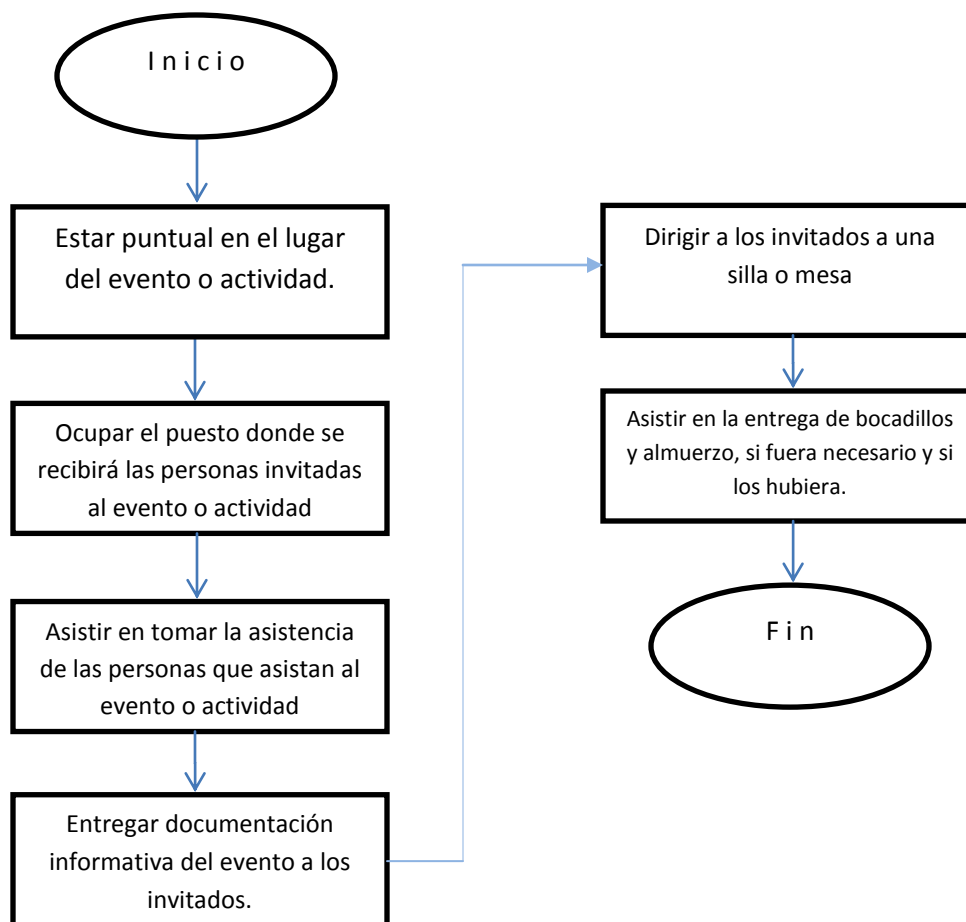 I n i c i o
Estar puntual en el lugar
del evento o actividad.
Ocupar el puesto donde se
recibirá las personas invitadas
al evento o actividad
Asistir en tomar la asistencia
de las personas que asistan al
evento o actividad
Entregar documentación
informativa del evento a los
invitados.
Dirigir a los invitados a una
silla o mesa
Asistir en la entrega de bocadillos
y almuerzo, si fuera necesario y si
los hubiera.
F i n